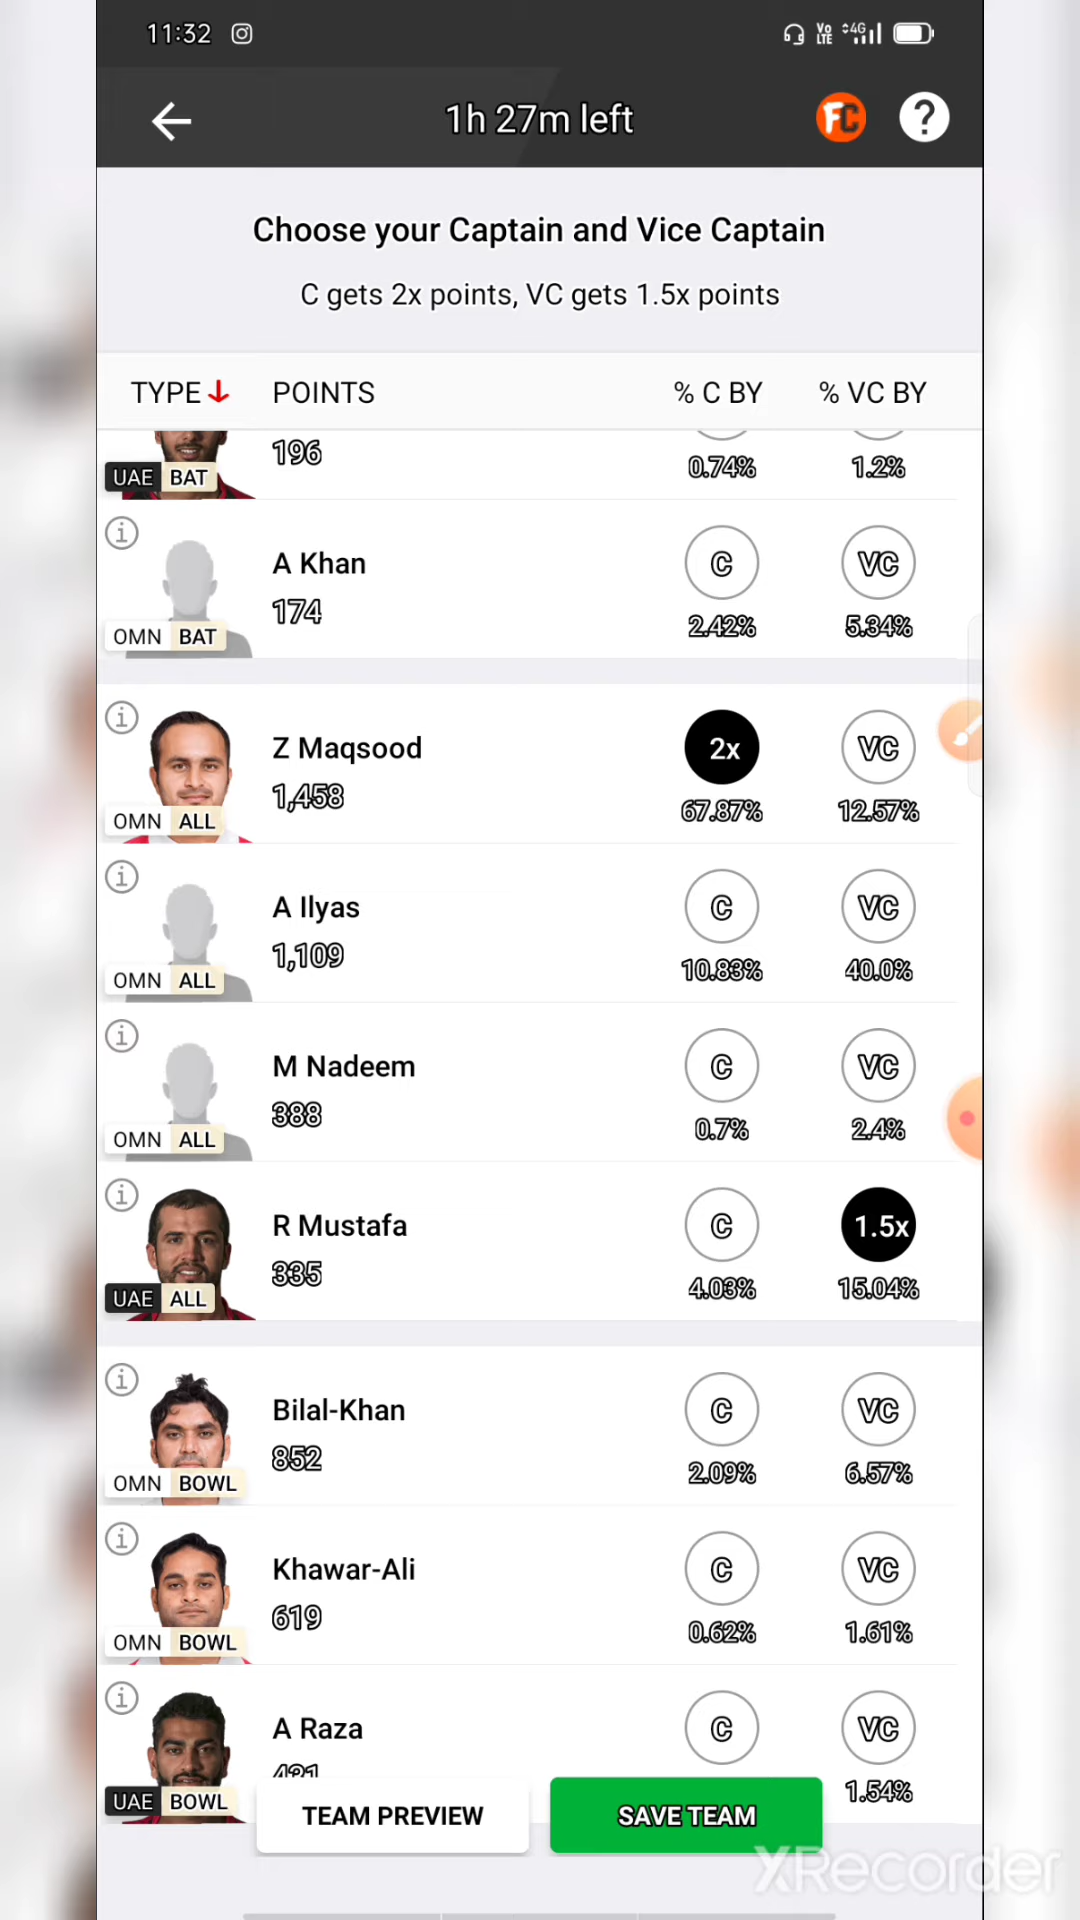 11:32
Vo LTE 4G
1h 27m left
FC ?
Choose your Captain and Vice Captain
C gets 2x points, VC gets 1.5x points
TYPE POINTS % C BY % VC BY
196 0.74% 1.2%
UAE BAT
A Khan C VC
174 2.42% 5.34%
OMN BAT
Z Maqsood 2x VC
1,458 67.87% 12.57%
OMN ALL
A Ilyas C VC
1,109 10.83% 40.0%
OMN ALL
M Nadeem C VC
388 0.7% 2.4%
OMN ALL
R Mustafa C 1.5x
335 4.03% 15.04%
UAE ALL
Bilal-Khan C VC
852 2.09% 6.57%
OMN BOWL
Khawar-Ali C VC
619 0.62% 1.61%
OMN BOWL
A Raza C VC
1.54%
UAE BOWL
TEAM PREVIEW SAVE TEAM
XRecorder